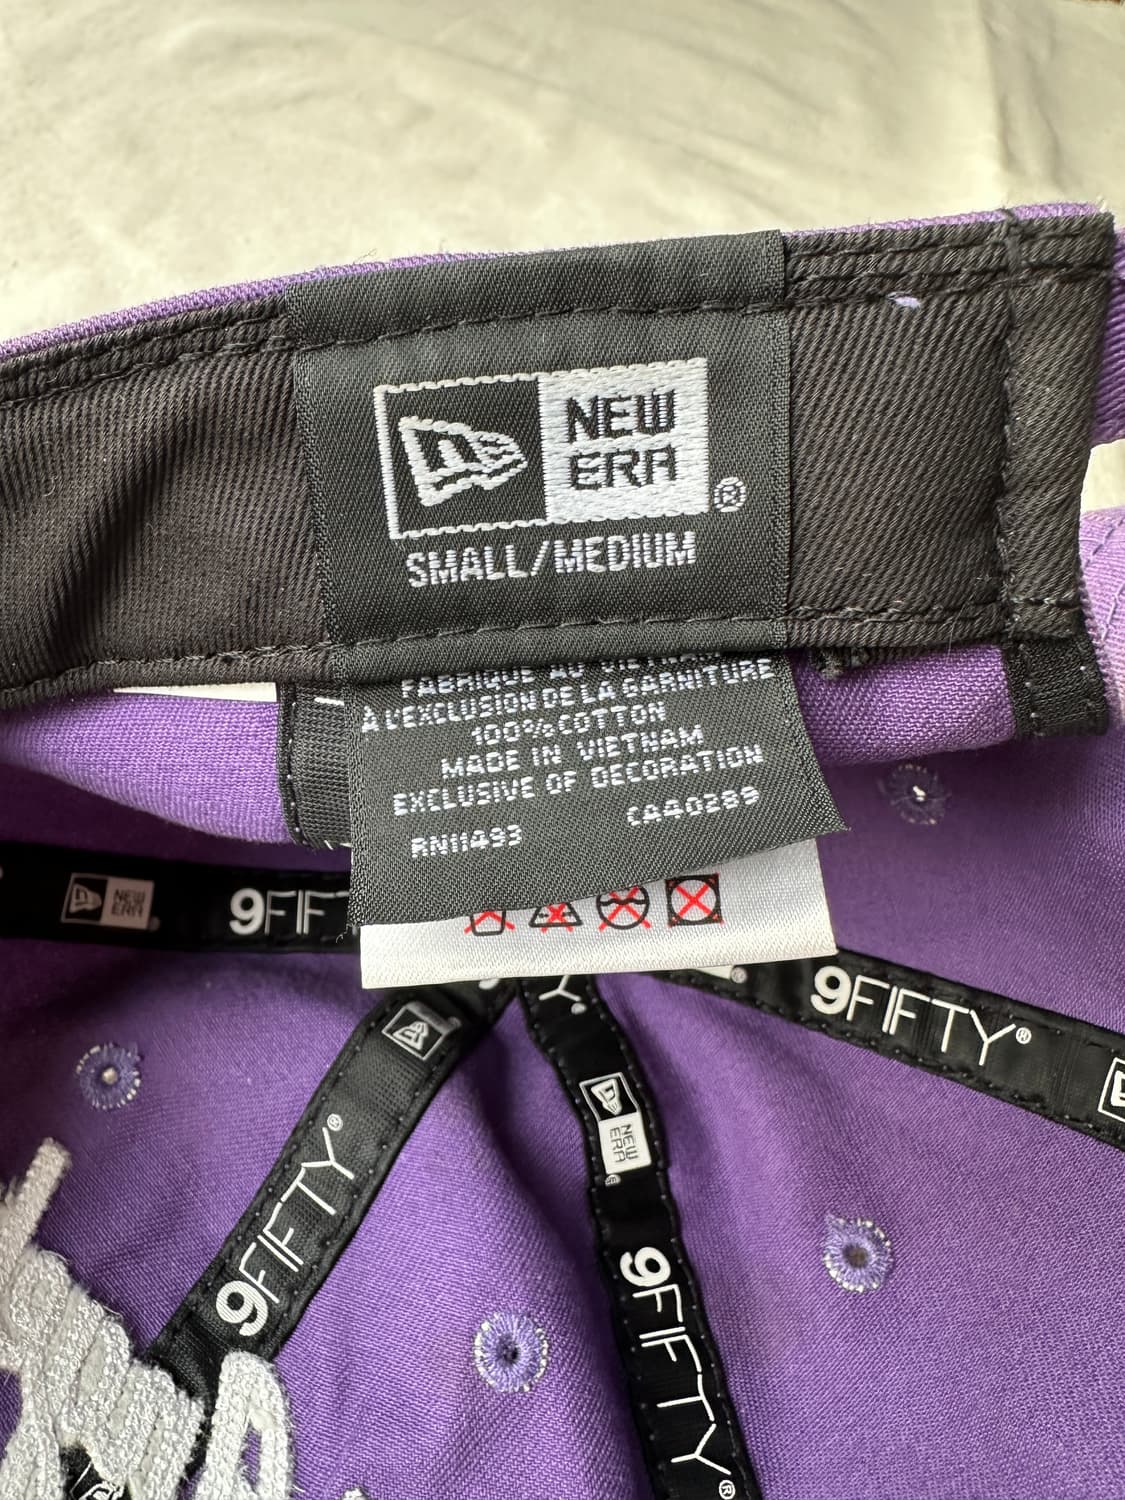 NEW
ERA®
SMALL/MEDIUM
FABRIQUE AU VIETNAM
À L'EXCLUSION DE LA GARNITURE
100% COTTON
MADE IN VIETNAM
EXCLUSIVE OF DECORATION
RN11493 CA40289
NEW
ERA
9FIF
9FIFTY®
Y®
9FIFTY®
NEW
ERA
9FIFTY®